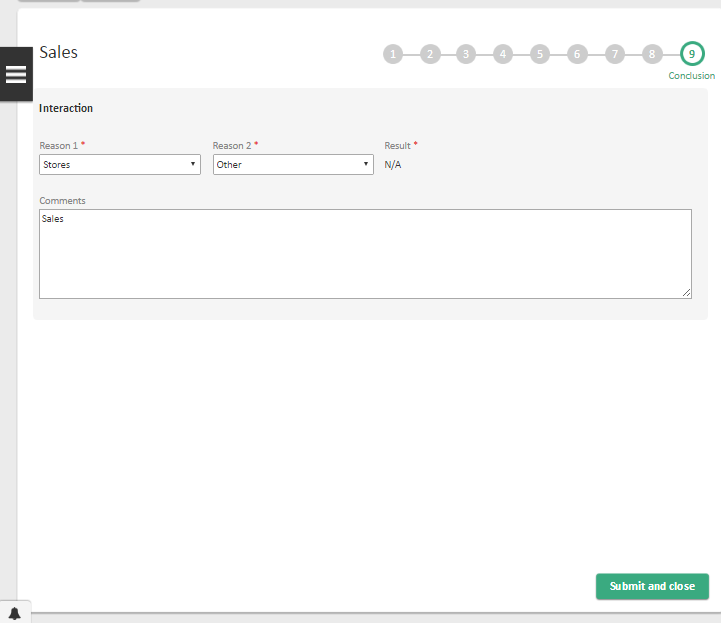 Sales
1 2 3 4 5 6 7 8 9
Conclusion
Interaction
Reason 1 * Reason 2 * Result *
Stores Other N/A
Comments
Sales
Submit and close